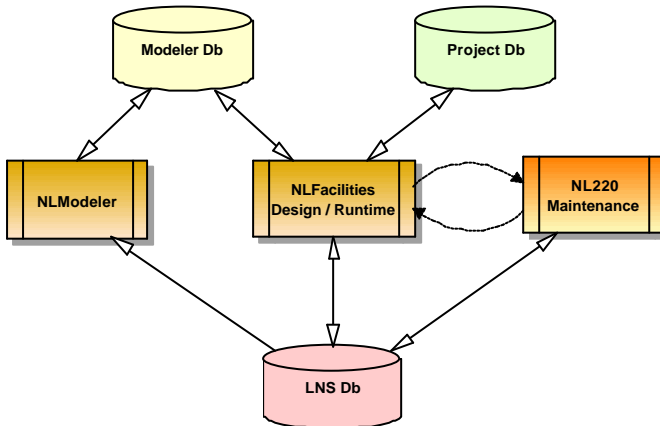 Modeler Db
Project Db
NLModeler
NLFacilities
Design / Runtime
NL220
Maintenance
LNS Db